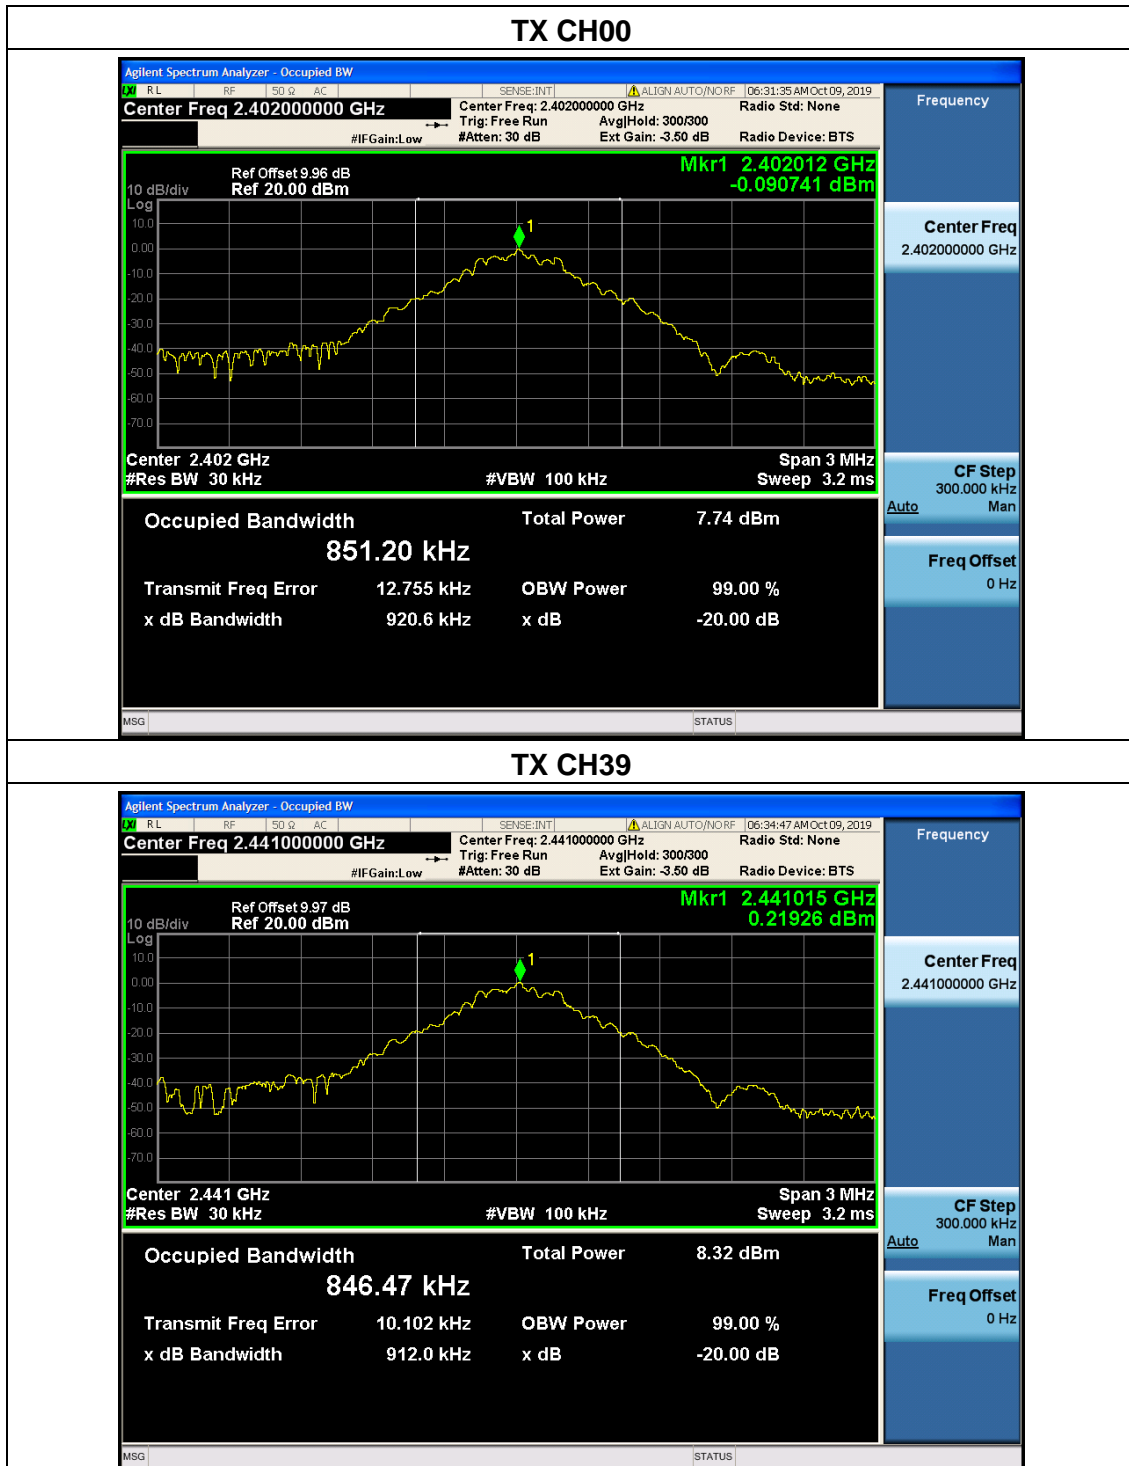 TX CH00
Agilent Spectrum Analyzer - Occupied BW
LXI RL RF 50 Ω AC SENSE:INT ALIGN AUTO/NO RF 06:31:35 AM Oct 09, 2019
Center Freq 2.402000000 GHz
Center Freq: 2.402000000 GHz Radio Std: None
Trig: Free Run Avg|Hold: 300/300
#IFGain:Low #Atten: 30 dB Ext Gain: -3.50 dB Radio Device: BTS
Frequency
Mkr1 2.402012 GHz
-0.090741 dBm
Ref Offset 9.96 dB
10 dB/div Ref 20.00 dBm
Log
10.0
0.00
-10.0
-20.0
-30.0
-40.0
-50.0
-60.0
-70.0
1
Center 2.402 GHz Span 3 MHz
#Res BW 30 kHz #VBW 100 kHz Sweep 3.2 ms
Center Freq
2.402000000 GHz
CF Step
300.000 kHz
Auto Man
Freq Offset
0 Hz
Occupied Bandwidth Total Power 7.74 dBm
851.20 kHz
Transmit Freq Error 12.755 kHz OBW Power 99.00 %
x dB Bandwidth 920.6 kHz x dB -20.00 dB
MSG STATUS
TX CH39
Agilent Spectrum Analyzer - Occupied BW
LXI RL RF 50 Ω AC SENSE:INT ALIGN AUTO/NO RF 06:34:47 AM Oct 09, 2019
Center Freq 2.441000000 GHz
Center Freq: 2.441000000 GHz Radio Std: None
Trig: Free Run Avg|Hold: 300/300
#IFGain:Low #Atten: 30 dB Ext Gain: -3.50 dB Radio Device: BTS
Frequency
Mkr1 2.441015 GHz
0.21926 dBm
Ref Offset 9.97 dB
10 dB/div Ref 20.00 dBm
Log
10.0
0.00
-10.0
-20.0
-30.0
-40.0
-50.0
-60.0
-70.0
1
Center 2.441 GHz Span 3 MHz
#Res BW 30 kHz #VBW 100 kHz Sweep 3.2 ms
Center Freq
2.441000000 GHz
CF Step
300.000 kHz
Auto Man
Freq Offset
0 Hz
Occupied Bandwidth Total Power 8.32 dBm
846.47 kHz
Transmit Freq Error 10.102 kHz OBW Power 99.00 %
x dB Bandwidth 912.0 kHz x dB -20.00 dB
MSG STATUS